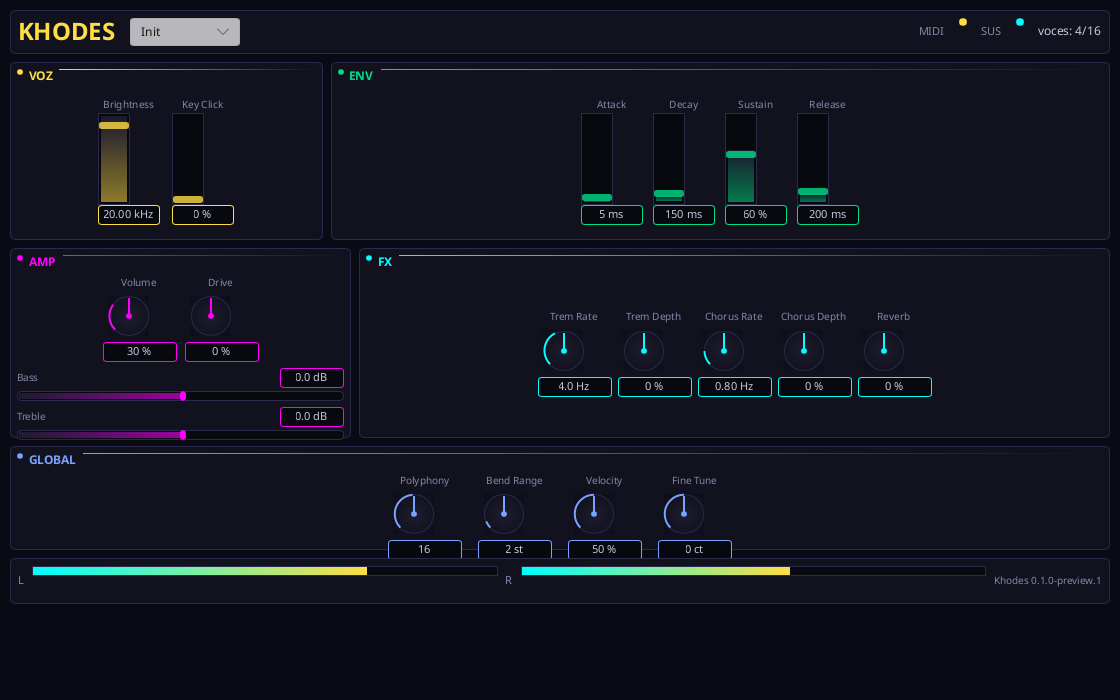 KHODES
Init
MIDI SUS voces: 4/16
VOZ
Brightness Key Click
20.00 kHz 0 %
ENV
Attack Decay Sustain Release
5 ms 150 ms 60 % 200 ms
AMP
Volume Drive
30 % 0 %
Bass 0.0 dB
Treble 0.0 dB
FX
Trem Rate Trem Depth Chorus Rate Chorus Depth Reverb
4.0 Hz 0 % 0.80 Hz 0 % 0 %
GLOBAL
Polyphony Bend Range Velocity Fine Tune
16 2 st 50 % 0 ct
L R Khodes 0.1.0-preview.1